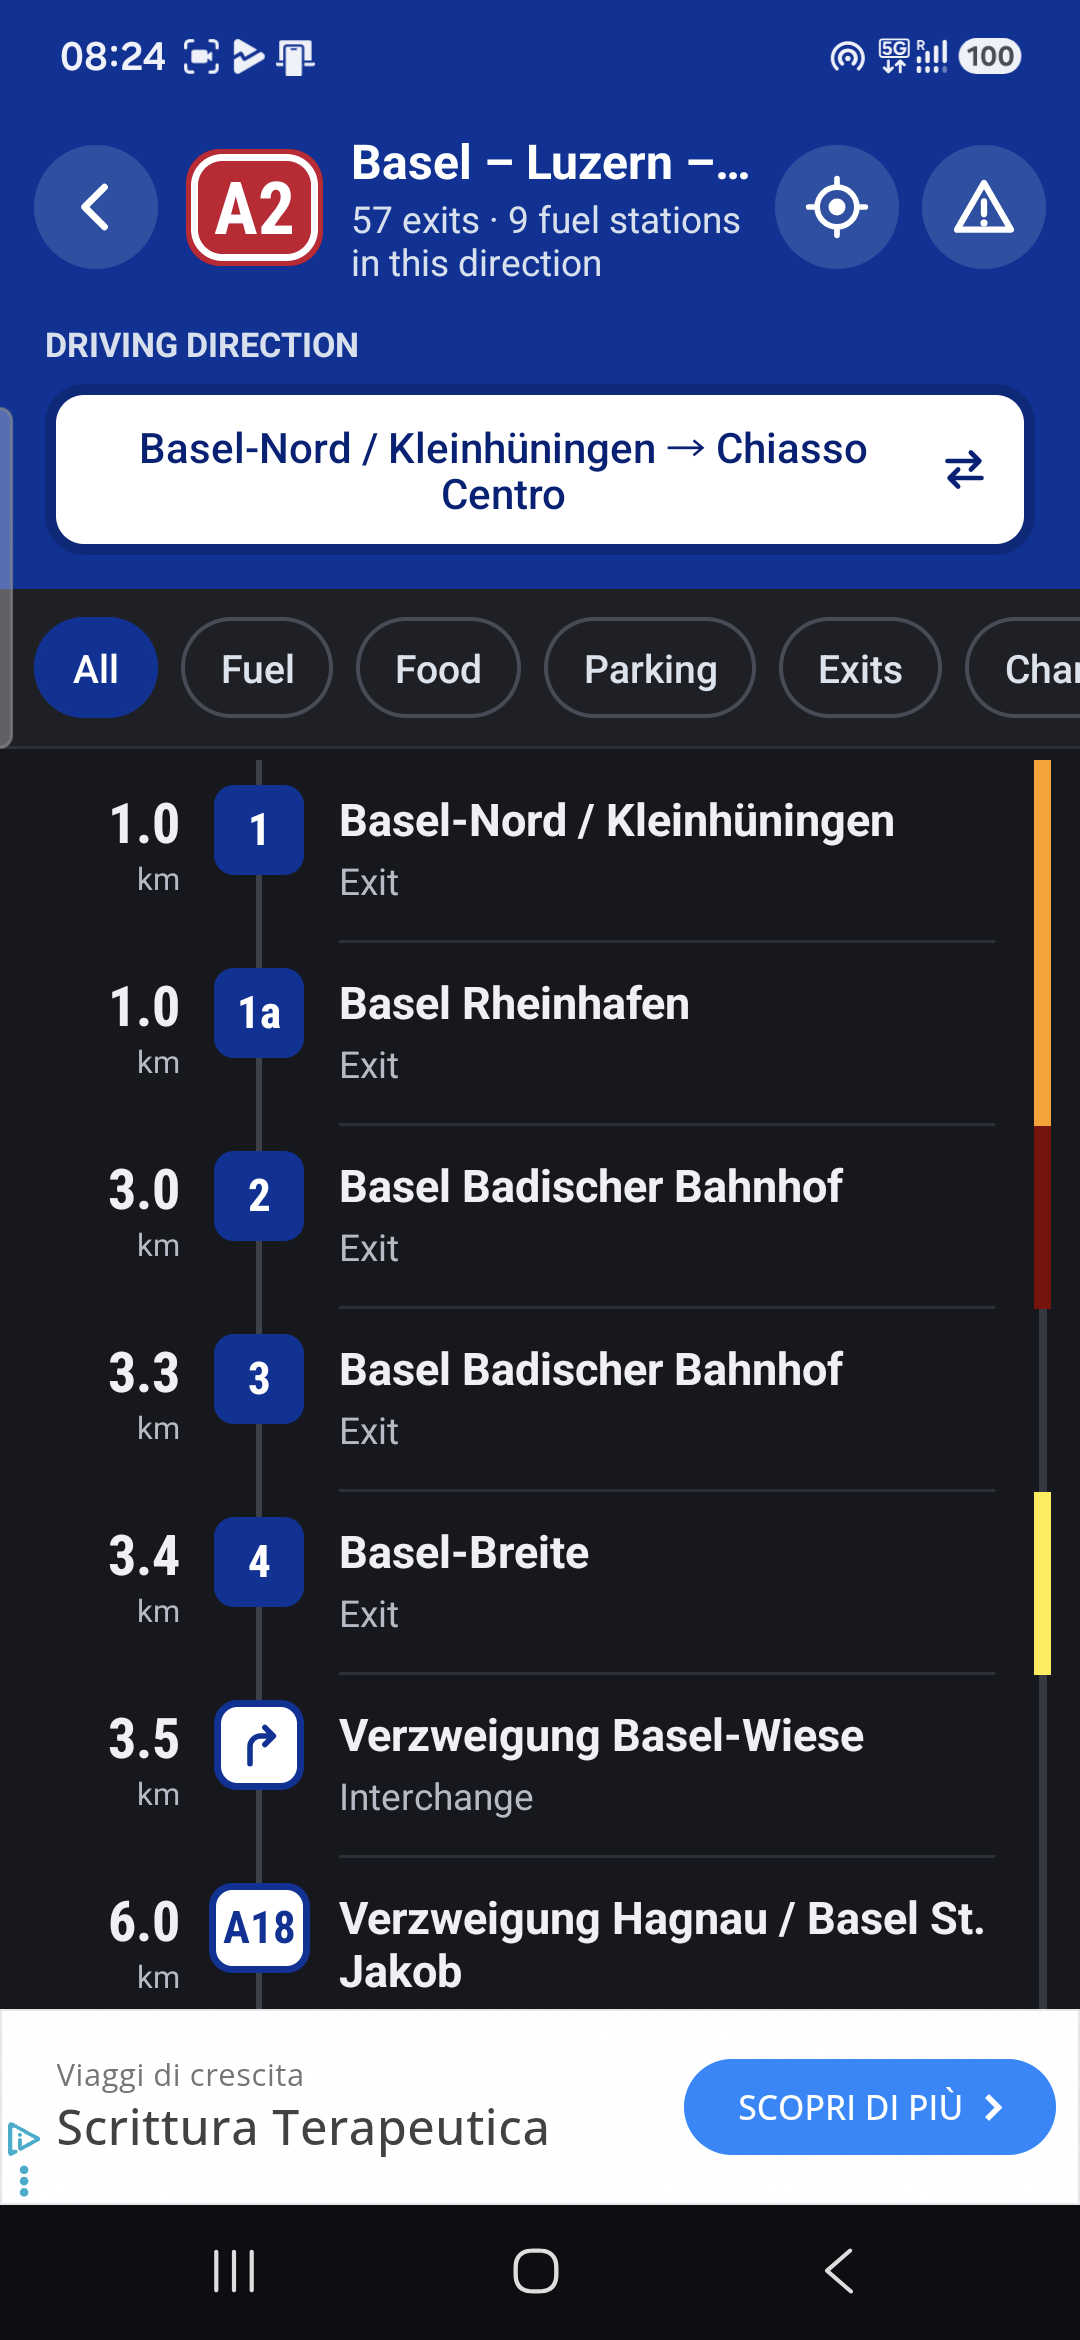 08:24
5G
R
100
A2
Basel – Luzern –...
57 exits · 9 fuel stations
in this direction
DRIVING DIRECTION
Basel-Nord / Kleinhüningen → Chiasso
Centro
All
Fuel
Food
Parking
Exits
Char
1.0
km
1
Basel-Nord / Kleinhüningen
Exit
1.0
km
1a
Basel Rheinhafen
Exit
3.0
km
2
Basel Badischer Bahnhof
Exit
3.3
km
3
Basel Badischer Bahnhof
Exit
3.4
km
4
Basel-Breite
Exit
3.5
km
Verzweigung Basel-Wiese
Interchange
6.0
km
A18
Verzweigung Hagnau / Basel St.
Jakob
Viaggi di crescita
Scrittura Terapeutica
SCOPRI DI PIÙ